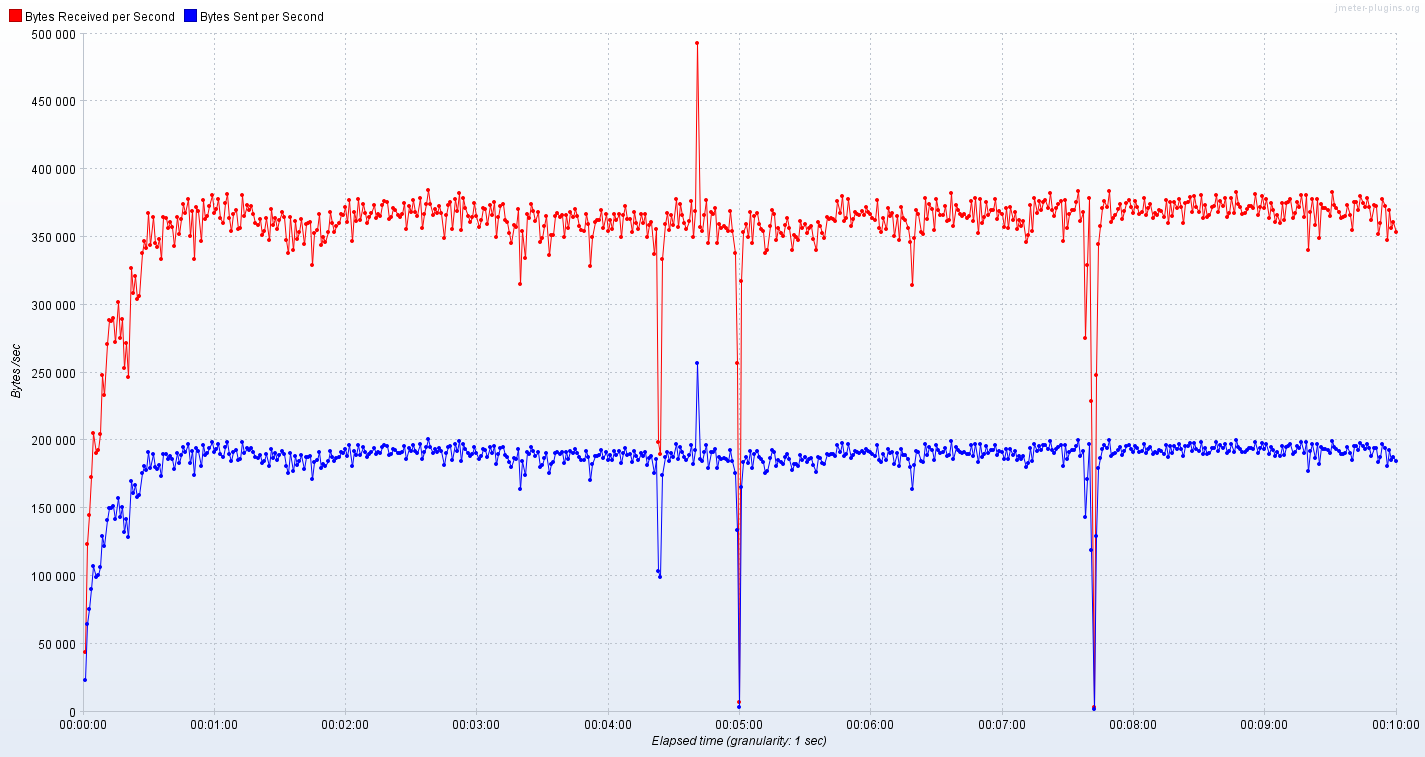 jmeter-plugins.org
Bytes Received per Second Bytes Sent per Second
500 000
450 000
400 000
350 000
300 000
250 000
200 000
150 000
100 000
50 000
0
Bytes /sec
00:00:00 00:01:00 00:02:00 00:03:00 00:04:00 00:05:00 00:06:00 00:07:00 00:08:00 00:09:00 00:10:00
Elapsed time (granularity: 1 sec)